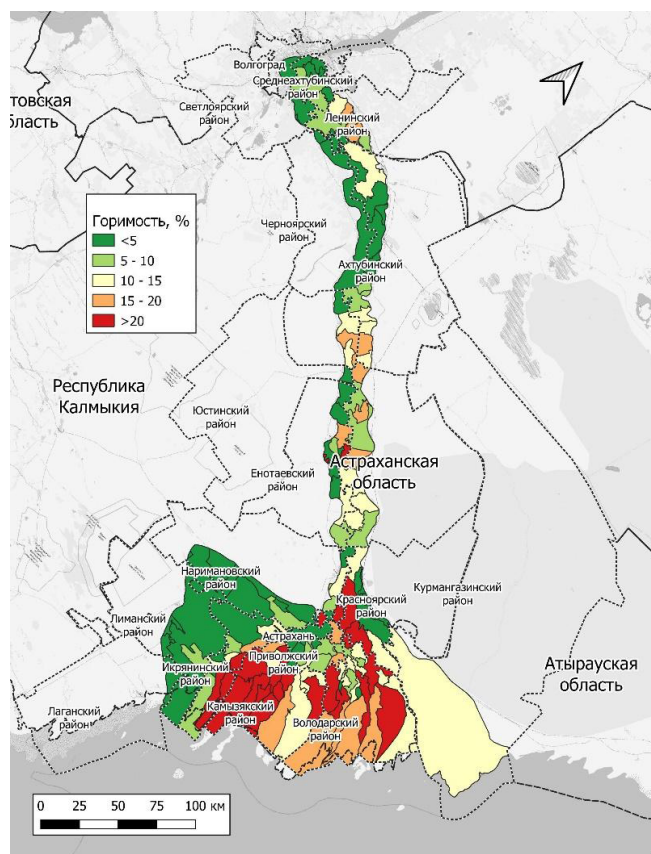 Волгоград
Среднеахтубинский
район
товская
бласть
Светлоярский
район
Ленинский
район
Горимость, %
<5
5 - 10
10 - 15
15 - 20
>20
Черноярский
район
Ахтубинский
район
Республика
Калмыкия
Юстинский
район
Енотаевский
район
Астраханская
область
Наримановский
район
Лиманский
район
Красноярский
район
Курмангазинский
район
Астрахань
Приволжский
район
Икрянинский
район
Атырауская
область
Лаганский
район
Камызякский
район
Володарский
район
0 25 50 75 100 км